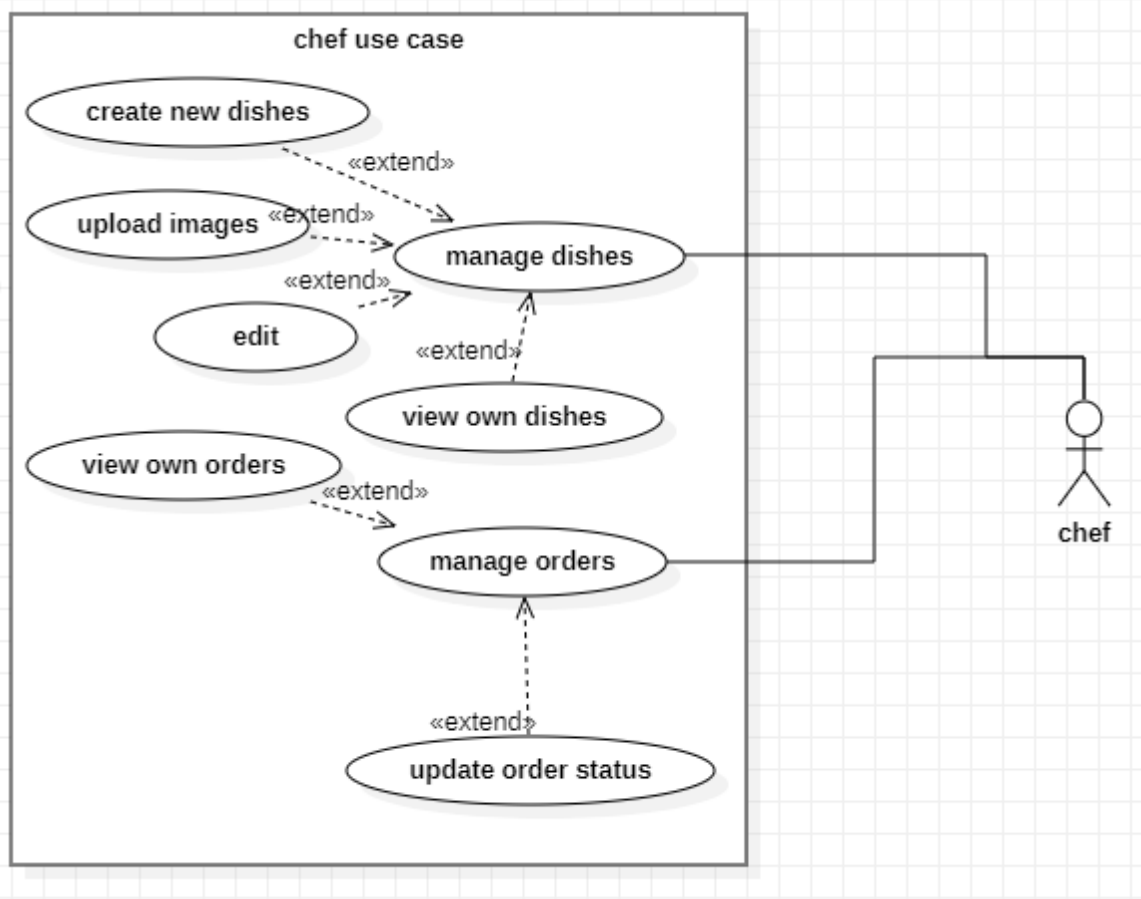 chef use case
create new dishes
«extend»
upload images
«extend»
manage dishes
«extend»
edit
«extend»
view own dishes
view own orders
«extend»
manage orders
chef
«extend»
update order status